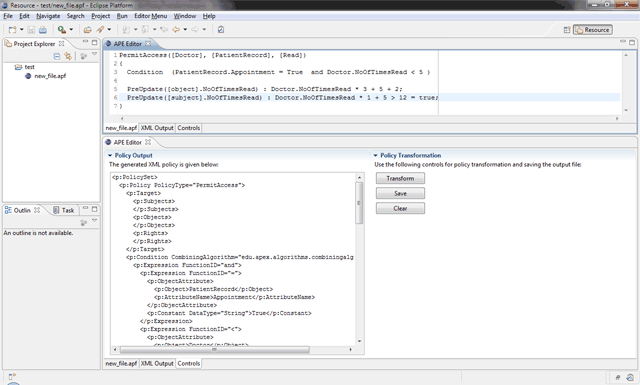 Resource - test/new_file.apf - Eclipse Platform
File Edit Navigate Search Project Run Editor Menu Window Help
Resource
Project Explorer
test
new_file.apf
Outlin
Task
An outline is not available.
APE Editor
1 PermitAccess([Doctor], [PatientRecord], [Read])
2 {
3 Condition (PatientRecord.Appointment = True and Doctor.NoOfTimesRead < 5 )
4
5 PreUpdate([object].NoOfTimesRead) : Doctor.NoOfTimesRead * 3 + 5 + 2;
6 PreUpdate([subject].NoOfTimesRead) : Doctor.NoOfTimesRead * 1 + 5 > 12 = true;
7 }
new_file.apf XML Output Controls
APE Editor
Policy Output
The generated XML policy is given below:
<p:PolicySet>
<p:Policy PolicyType="PermitAccess">
<p:Target>
<p:Subjects>
</p:Subjects>
<p:Objects>
</p:Objects>
<p:Rights>
</p:Rights>
</p:Target>
<p:Condition CombiningAlgorithm="edu.apex.algorithms.combiningalg
<p:Expression FunctionID="and">
<p:Expression FunctionID="=">
<p:ObjectAttribute>
<p:Object>PatientRecord</p:Object>
<p:AttributeName>Appointment</p:AttributeName>
</p:ObjectAttribute>
<p:Constant DataType="String">True</p:Constant>
</p:Expression>
<p:Expression FunctionID="<">
<p:ObjectAttribute>
<p:Object>Doctor</p:Object>
Policy Transformation
Use the following controls for policy transformation and saving the output file:
Transform
Save
Clear
new_file.apf XML Output Controls